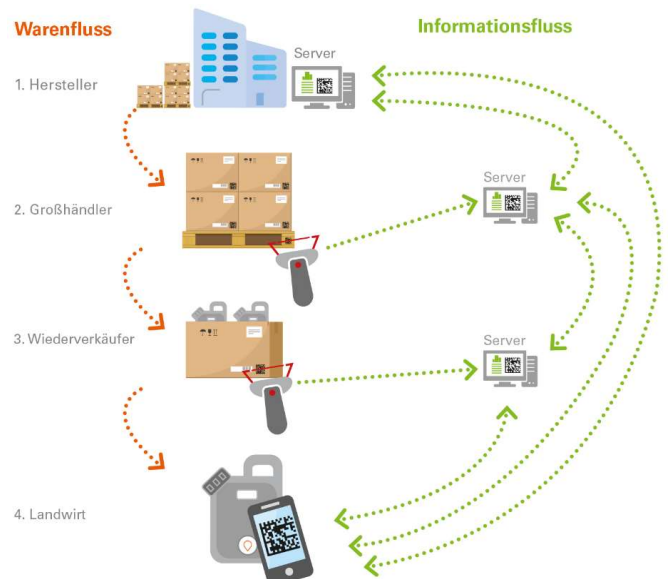 Warenfluss
Informationsfluss
Server
1. Hersteller
Server
2. Großhändler
Server
3. Wiederverkäufer
4. Landwirt